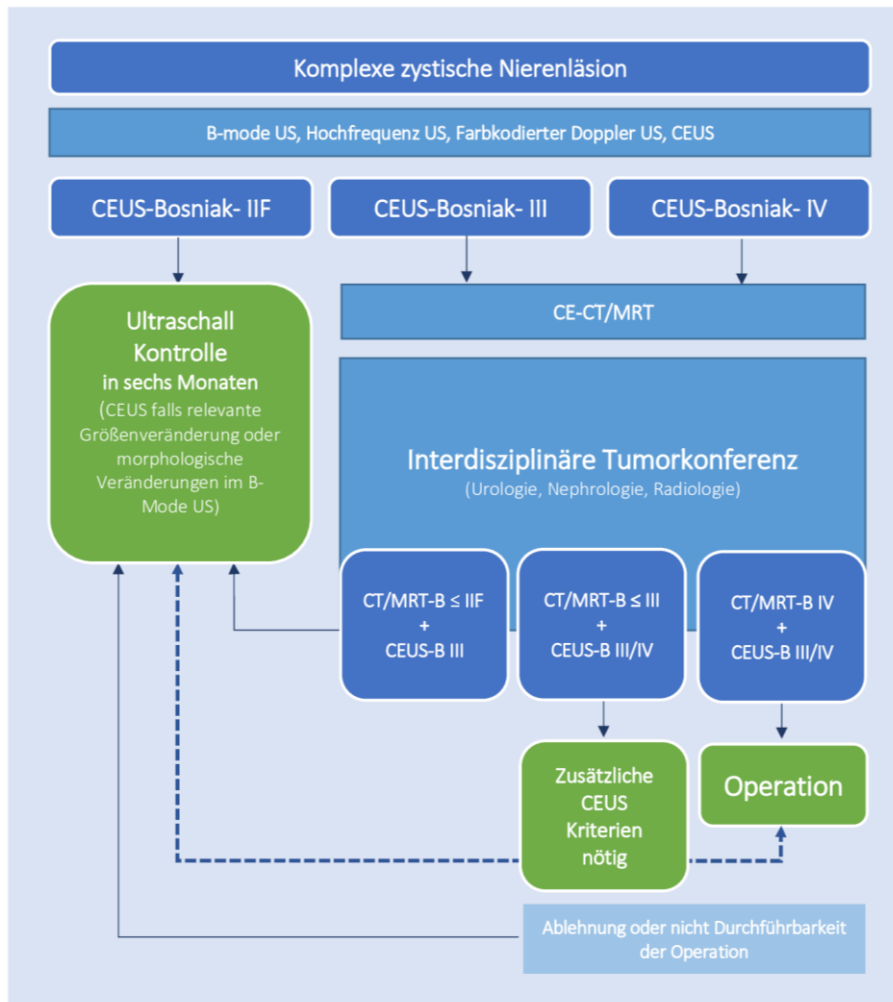 Komplexe zystische Nierenläsion
B-mode US, Hochfrequenz US, Farbkodierter Doppler US, CEUS
CEUS-Bosniak- IIF
CEUS-Bosniak- III
CEUS-Bosniak- IV
Ultraschall
Kontrolle
in sechs Monaten
(CEUS falls relevante
Größenveränderung oder
morphologische
Veränderungen im B-
Mode US)
CE-CT/MRT
Interdisziplinäre Tumorkonferenz
(Urologie, Nephrologie, Radiologie)
CT/MRT-B ≤ IIF
+
CEUS-B III
CT/MRT-B ≤ III
+
CEUS-B III/IV
CT/MRT-B IV
+
CEUS-B III/IV
Zusätzliche
CEUS
Kriterien
nötig
Operation
Ablehnung oder nicht Durchführbarkeit
der Operation